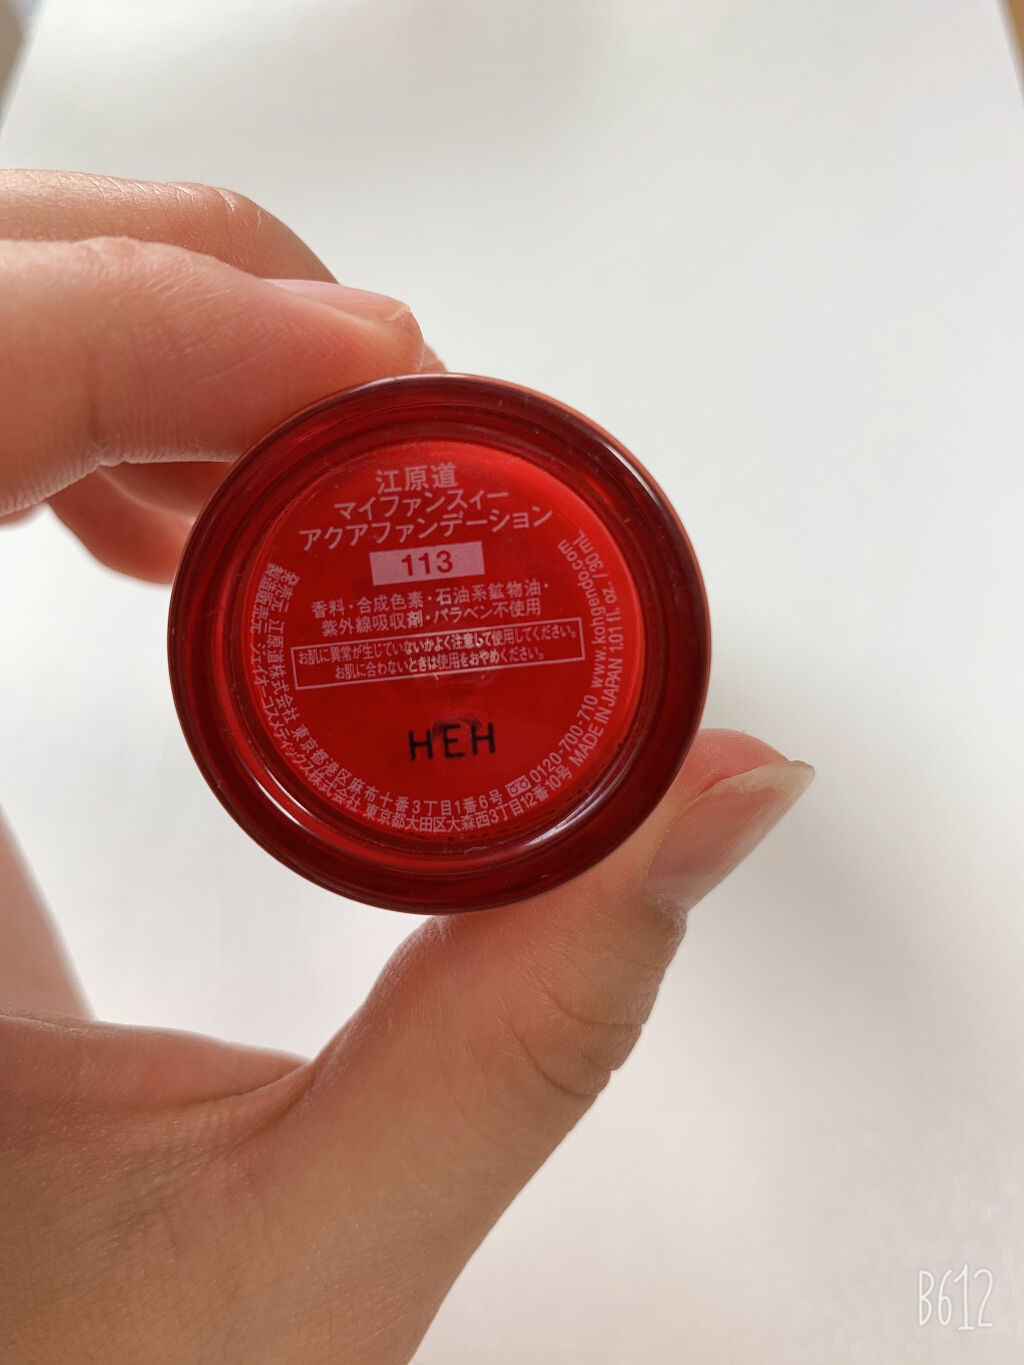 江原道
マイファンスィー
アクアファンデーション
113
香料・合成色素・石油系鉱物油・
紫外線吸収剤・パラベン不使用
お肌に異常が生じていないかよく注意して使用してください。
お肌に合わないときは使用をおやめください。
HEH
発売元 江原道株式会社 東京都港区麻布十番3丁目1番6号 0120-700-710 www.kohgendo.com
製造販売元 ジェイオーコスメティックス株式会社 東京都大田区大森西3丁目12番10号 MADE IN JAPAN 1.01 fl. oz. / 30 mL
B612